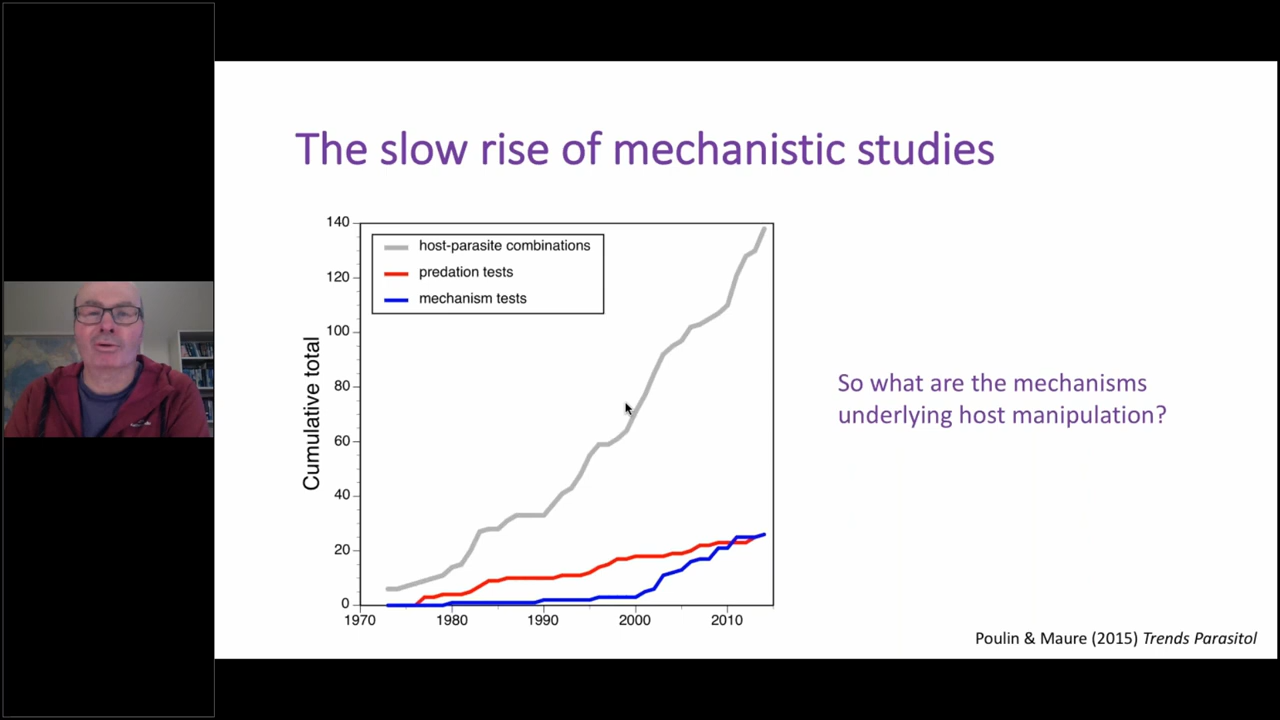 The slow rise of mechanistic studies
140
120
100
80
60
40
20
0
Cumulative total
host-parasite combinations
predation tests
mechanism tests
1970 1980 1990 2000 2010
So what are the mechanisms
underlying host manipulation?
Poulin & Maure (2015) Trends Parasitol